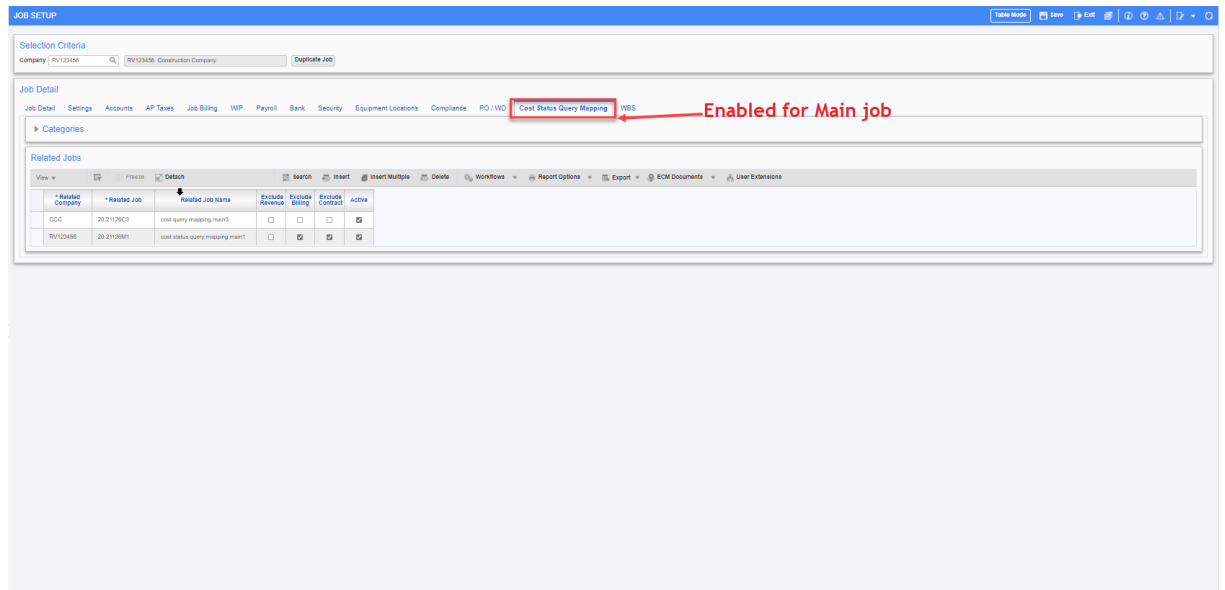 JOB SETUP
Table Mode Save Exit
Selection Criteria
Company RV123456 RV123456 Construction Company Duplicate Job
Job Detail
Job Detail Settings Accounts AP Taxes Job Billing WIP Payroll Bank Security Equipment Locations Compliance PO / WO Cost Status Query Mapping WBS
Enabled for Main job
Categories
Related Jobs
View Freeze Detach Search Insert Insert Multiple Delete Workflows Report Options Export ECM Documents User Extensions
* Related Company * Related Job Related Job Name Exclude Revenue Exclude Billing Exclude Contract Active
CCC 20.21126C3 cost query mapping main3
RV123456 20.21126M1 cost status query mapping main1